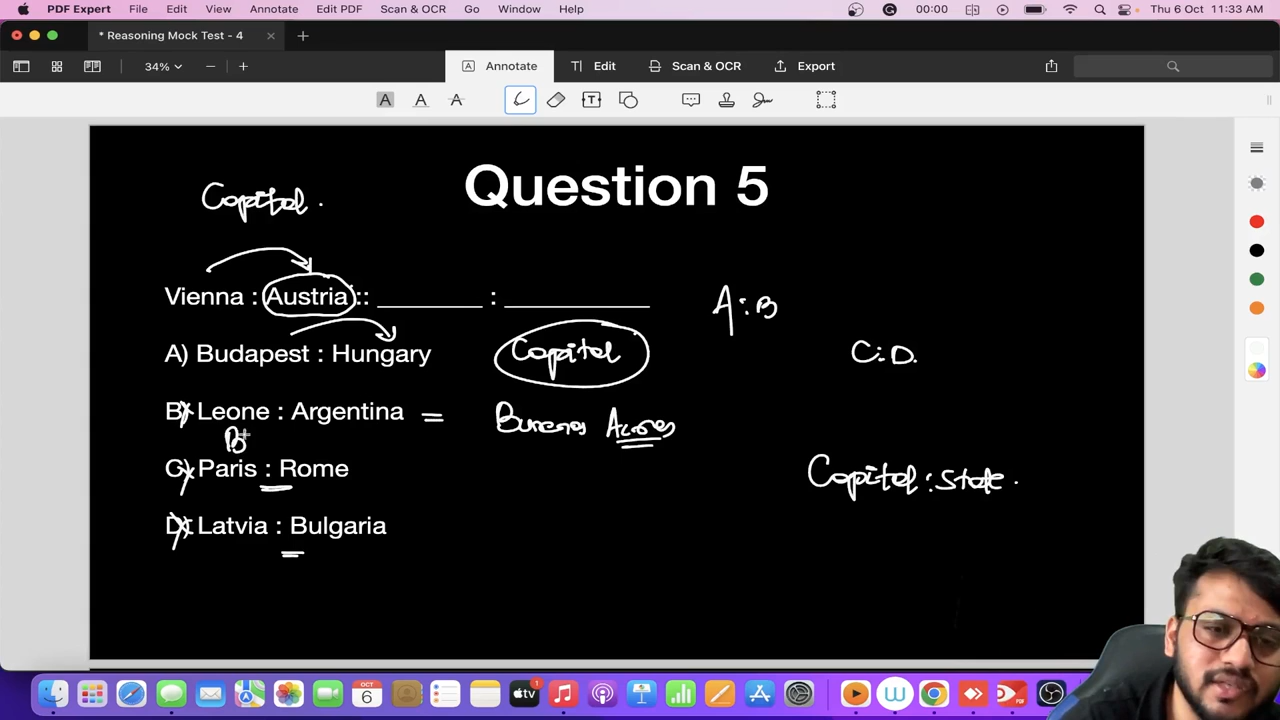 PDF Expert File Edit View Annotate Edit PDF Scan & OCR Go Window Help 00:00 Thu 6 Oct 11:33 AM
* Reasoning Mock Test - 4
34% Annotate Edit Scan & OCR Export
Question 5
Capital.
Vienna : Austria :: ________ : ___________
A:B
A) Budapest : Hungary
Capital
C:D.
B) Leone : Argentina =
Buenos
B
C) Paris : Rome
Capital : State.
D) Latvia : Bulgaria